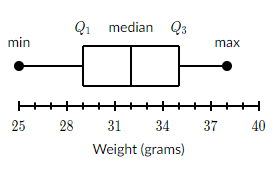 Q₁ median Q₃
min max
25 28 31 34 37 40
Weight (grams)